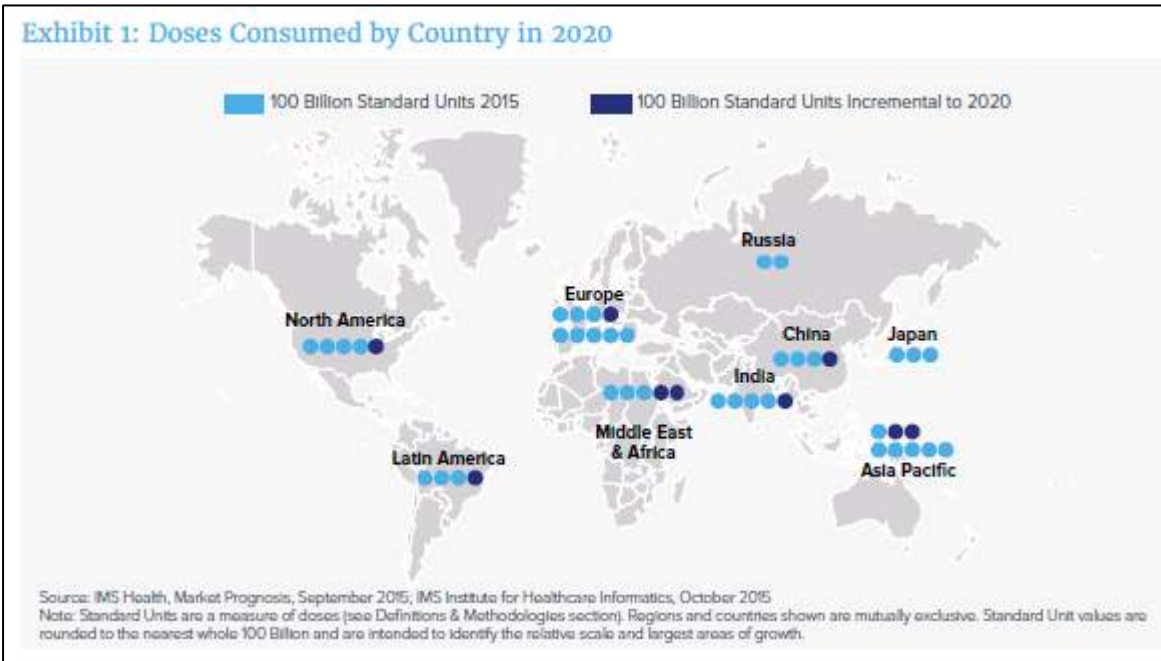 Exhibit 1: Doses Consumed by Country in 2020
100 Billion Standard Units 2015
100 Billion Standard Units Incremental to 2020
Russia
Europe
North America
China
Japan
India
Middle East
& Africa
Latin America
Asia Pacific
Source: IMS Health, Market Prognosis, September 2015; IMS Institute for Healthcare Informatics, October 2015
Note: Standard Units are a measure of doses (see Definitions & Methodologies section). Regions and countries shown are mutually exclusive. Standard Unit values are
rounded to the nearest whole 100 Billion and are intended to identify the relative scale and largest areas of growth.